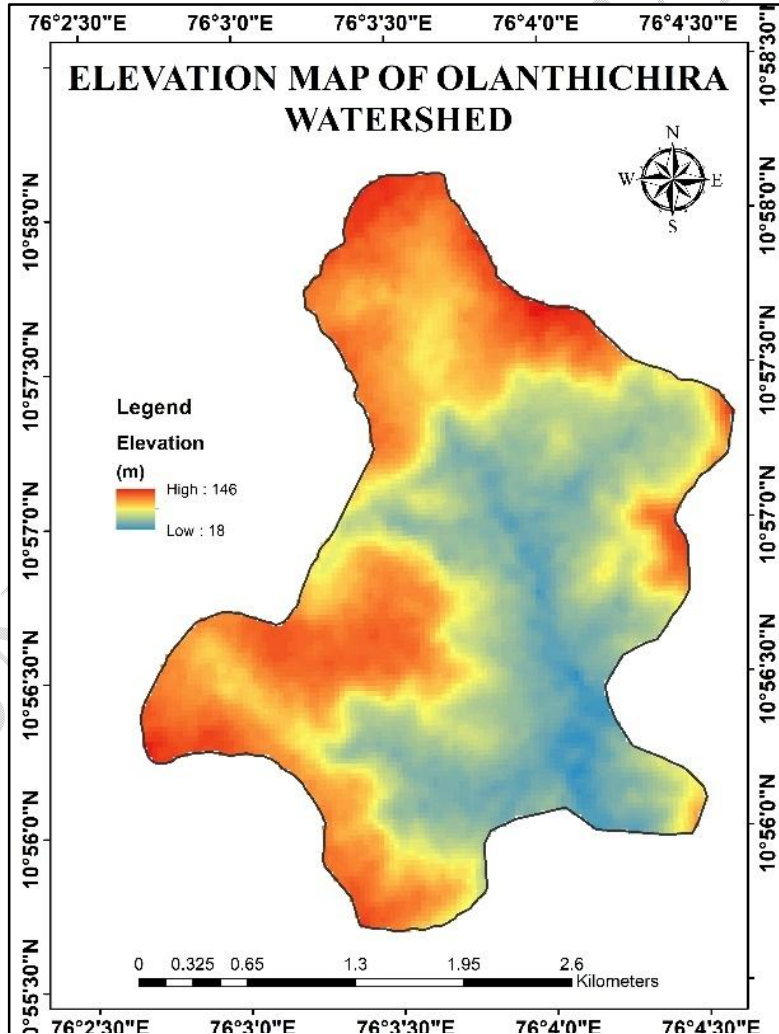 76°2'30"E 76°3'0"E 76°3'30"E 76°4'0"E 76°4'30"E
ELEVATION MAP OF OLANTHICHIRA
WATERSHED
N
W E
S
10°58'30"N
10°58'0"N 10°58'0"N
10°57'30"N 10°57'30"N
Legend
Elevation
(m)
High : 146
Low : 18
10°57'0"N 10°57'0"N
10°56'30"N 10°56'30"N
10°56'0"N 10°56'0"N
0 0.325 0.65 1.3 1.95 2.6
Kilometers
0°55'30"N
76°2'30"E 76°3'0"E 76°3'30"E 76°4'0"E 76°4'30"E